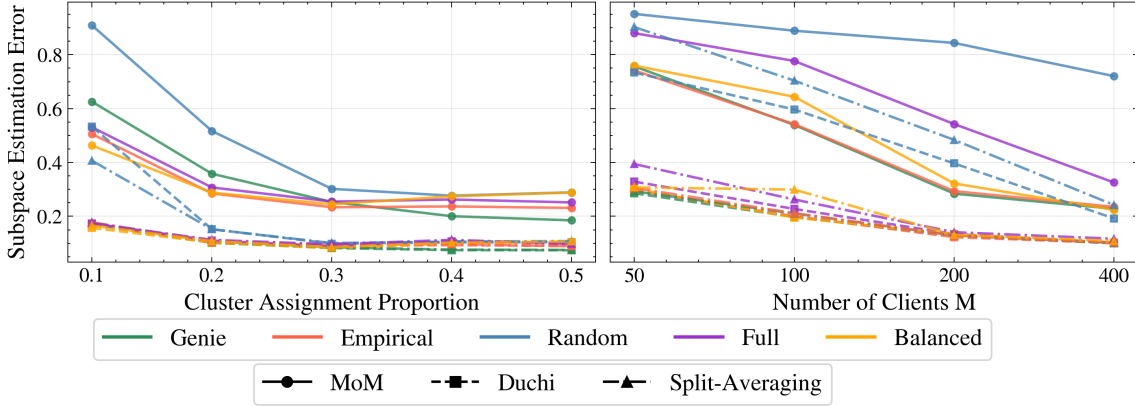 Subspace Estimation Error
0.8
0.6
0.4
0.2
0.1 0.2 0.3 0.4 0.5
Cluster Assignment Proportion
50 100 200 400
Number of Clients M
Genie Empirical Random Full Balanced
MoM Duchi Split-Averaging